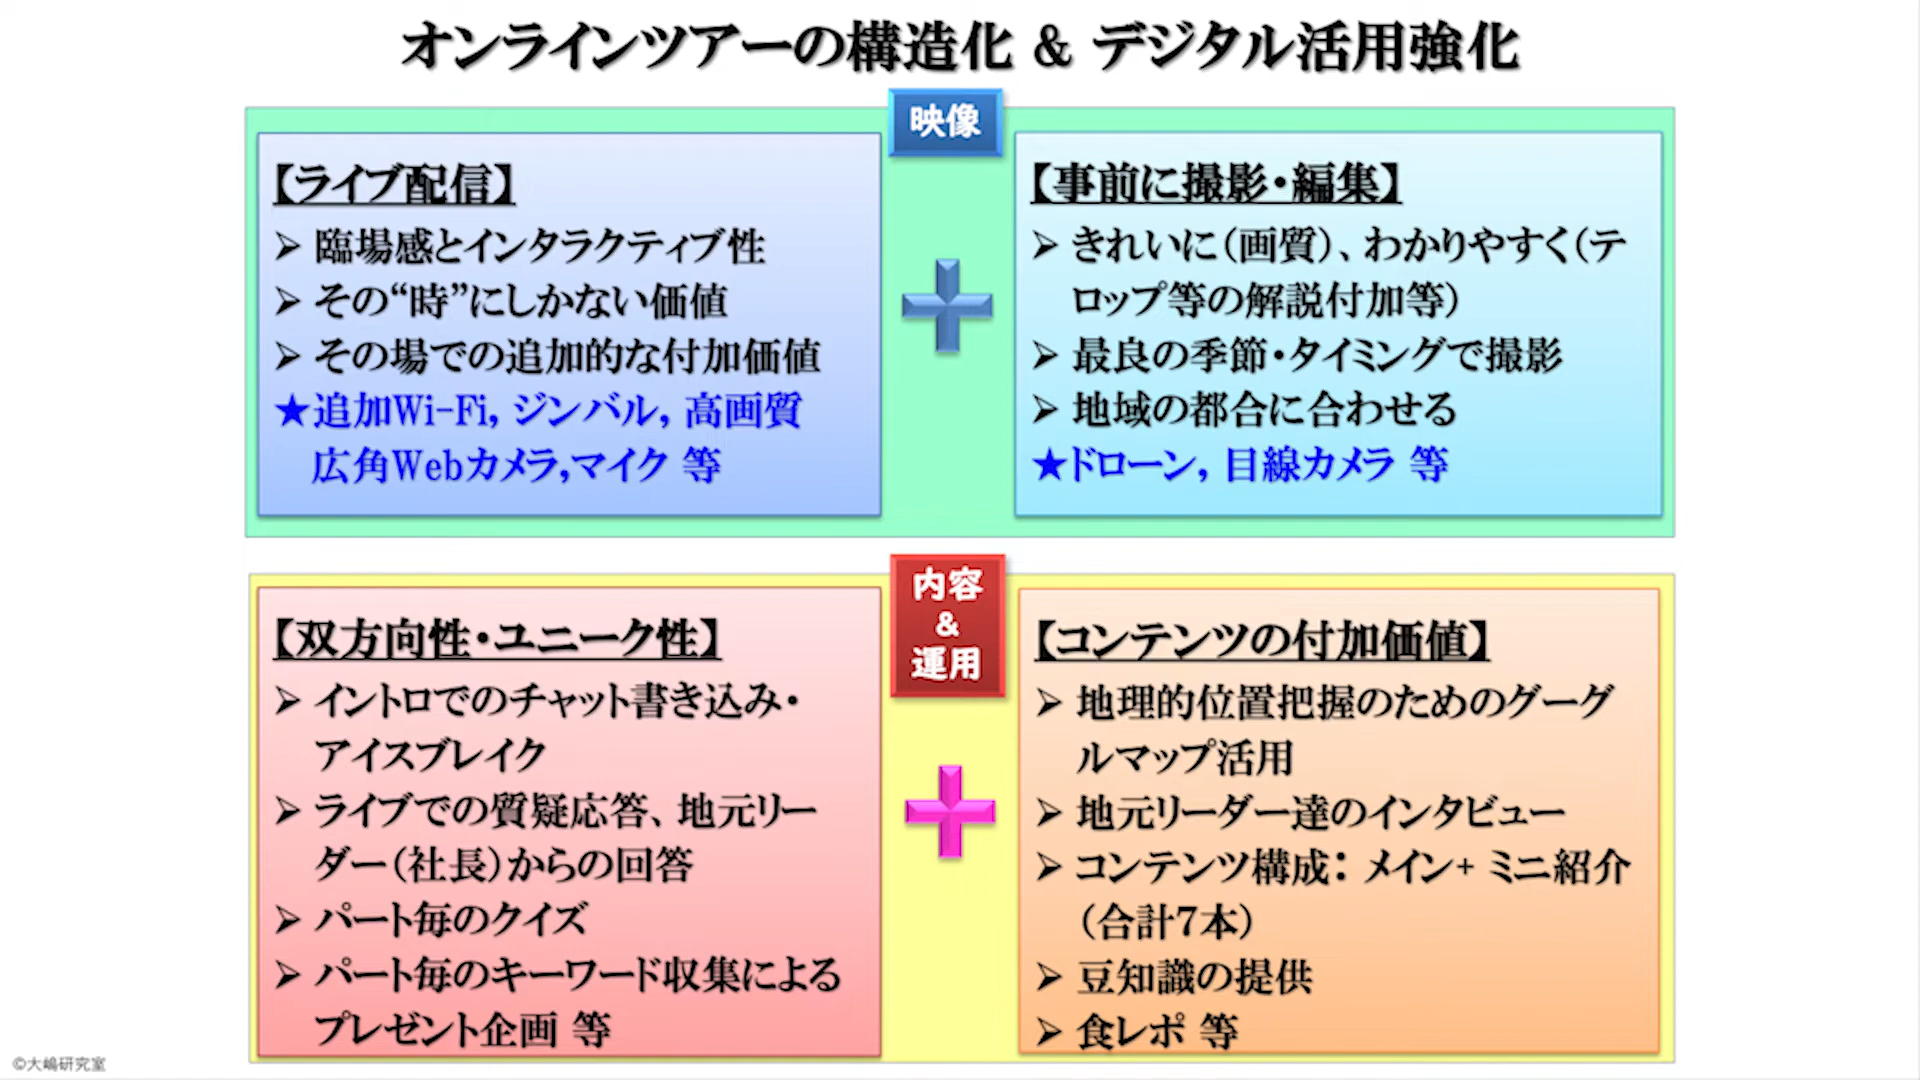 オンラインツアーの構造化 & デジタル活用強化
映像
【ライブ配信】
➢ 臨場感とインタラクティブ性
➢ その“時”にしかない価値
➢ その場での追加的な付加価値
★追加Wi-Fi, ジンバル, 高画質
広角Webカメラ,マイク 等
【事前に撮影・編集】
➢ きれいに（画質）、わかりやすく（テ
ロップ等の解説付加等）
➢ 最良の季節・タイミングで撮影
➢ 地域の都合に合わせる
★ドローン, 目線カメラ 等
内容
&
運用
【双方向性・ユニーク性】
➢ イントロでのチャット書き込み・
アイスブレイク
➢ ライブでの質疑応答、地元リー
ダー（社長）からの回答
➢ パート毎のクイズ
➢ パート毎のキーワード収集による
プレゼント企画 等
【コンテンツの付加価値】
➢ 地理的位置把握のためのグーグ
ルマップ活用
➢ 地元リーダー達のインタビュー
➢ コンテンツ構成： メイン+ ミニ紹介
（合計7本）
➢ 豆知識の提供
➢ 食レポ 等
©大嶋研究室